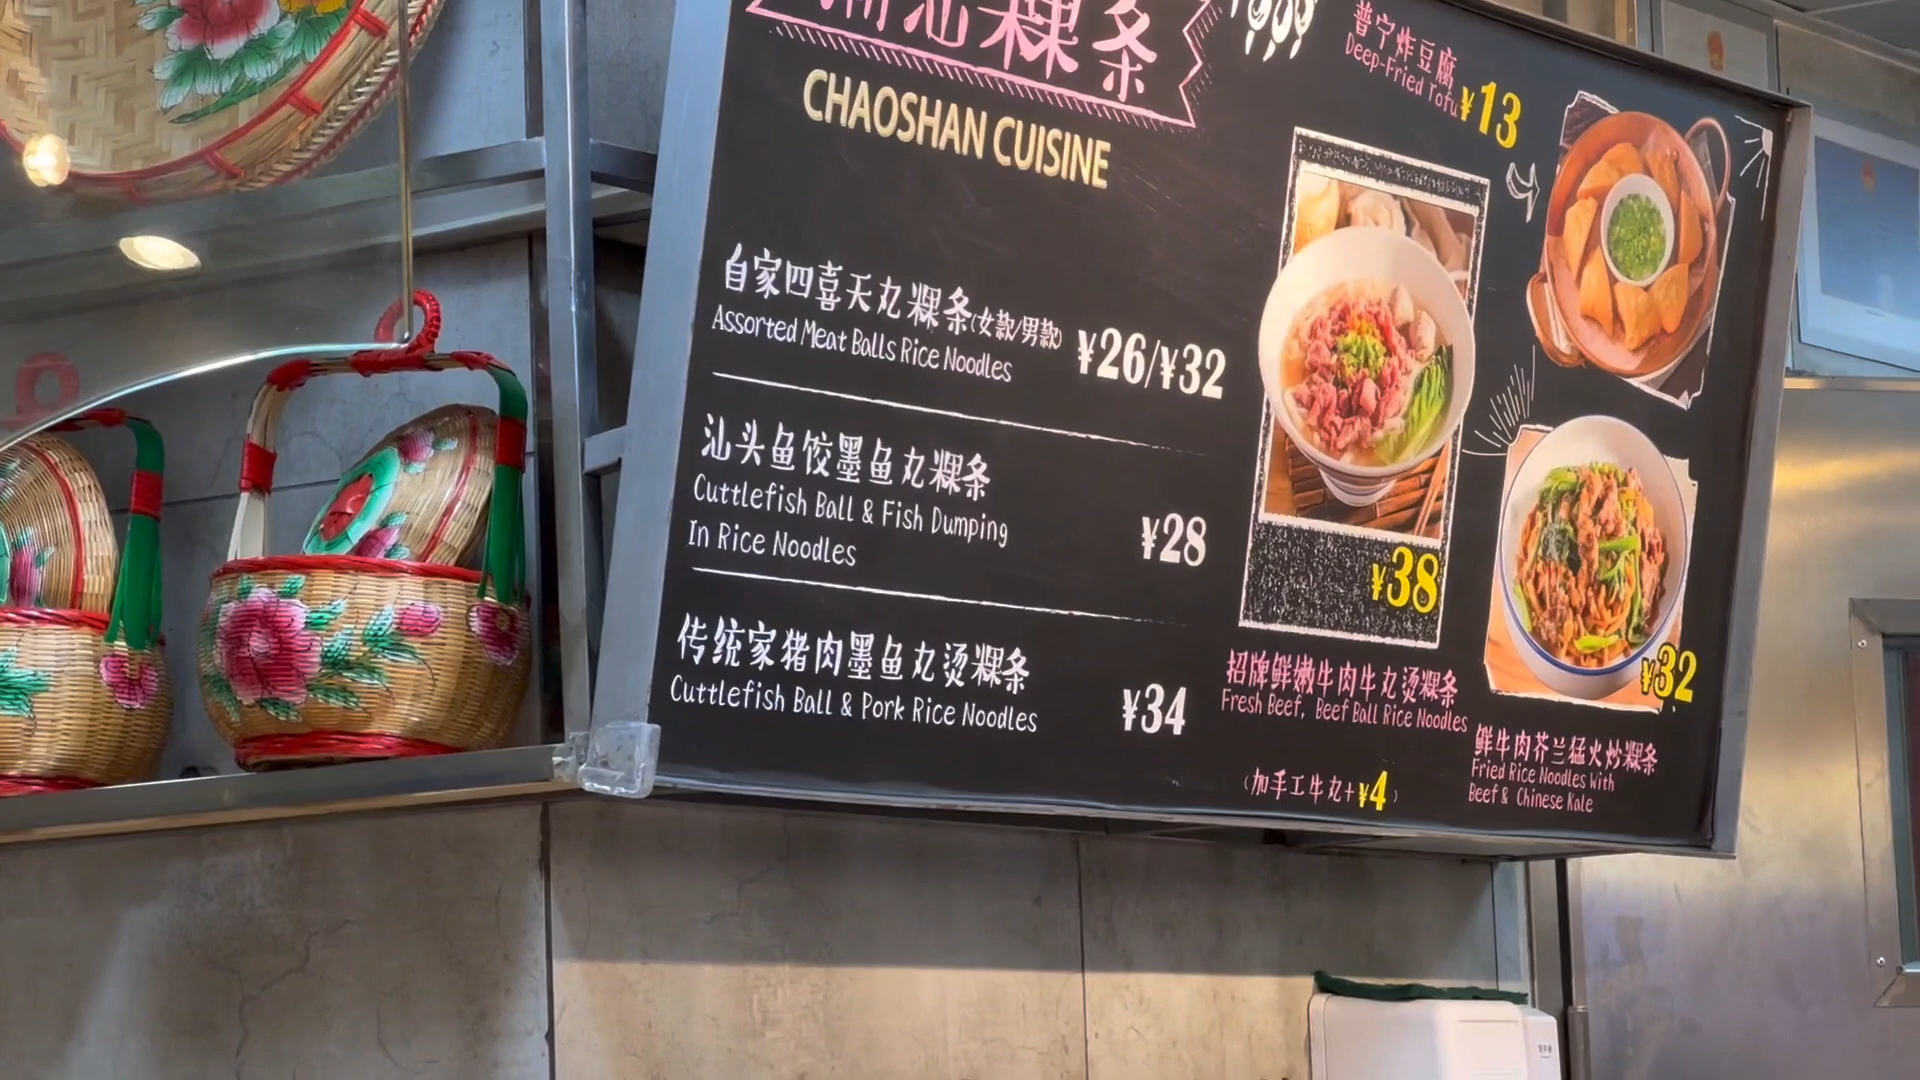 潮汕粿条
CHAOSHAN CUISINE
自家四喜天丸粿条(女款/男款)
Assorted Meat Balls Rice Noodles
¥26/¥32
汕头鱼饺墨鱼丸粿条
Cuttlefish Ball & Fish Dumping
In Rice Noodles
¥28
传统家猪肉墨鱼丸烫粿条
Cuttlefish Ball & Pork Rice Noodles
¥34
普宁炸豆腐
Deep-Fried Tofu
¥13
¥38
招牌鲜嫩牛肉牛丸烫粿条
Fresh Beef, Beef Ball Rice Noodles
(加手工牛丸+¥4)
¥32
鲜牛肉芥兰猛火炒粿条
Fried Rice Noodles With
Beef & Chinese Kale